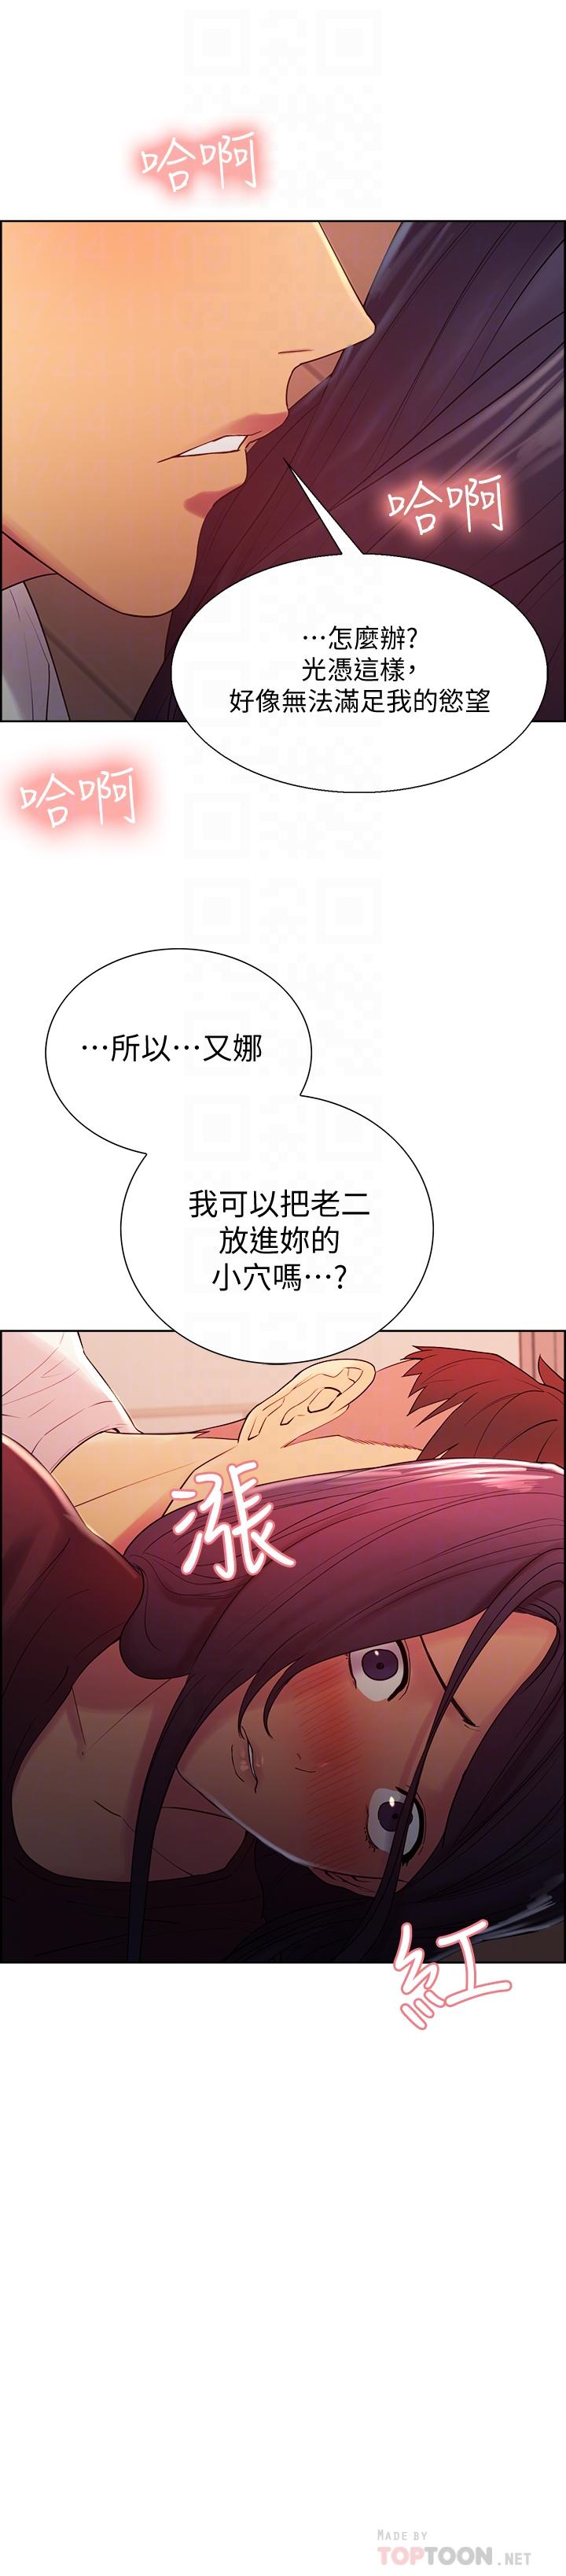 哈啊
哈啊
…怎麼辦?
光憑這樣，
好像無法滿足我的慾望
哈啊
…所以…又娜
我可以把老二
放進妳的
小穴嗎…?
漲
紅
MADE BY
TOPTOON.NET